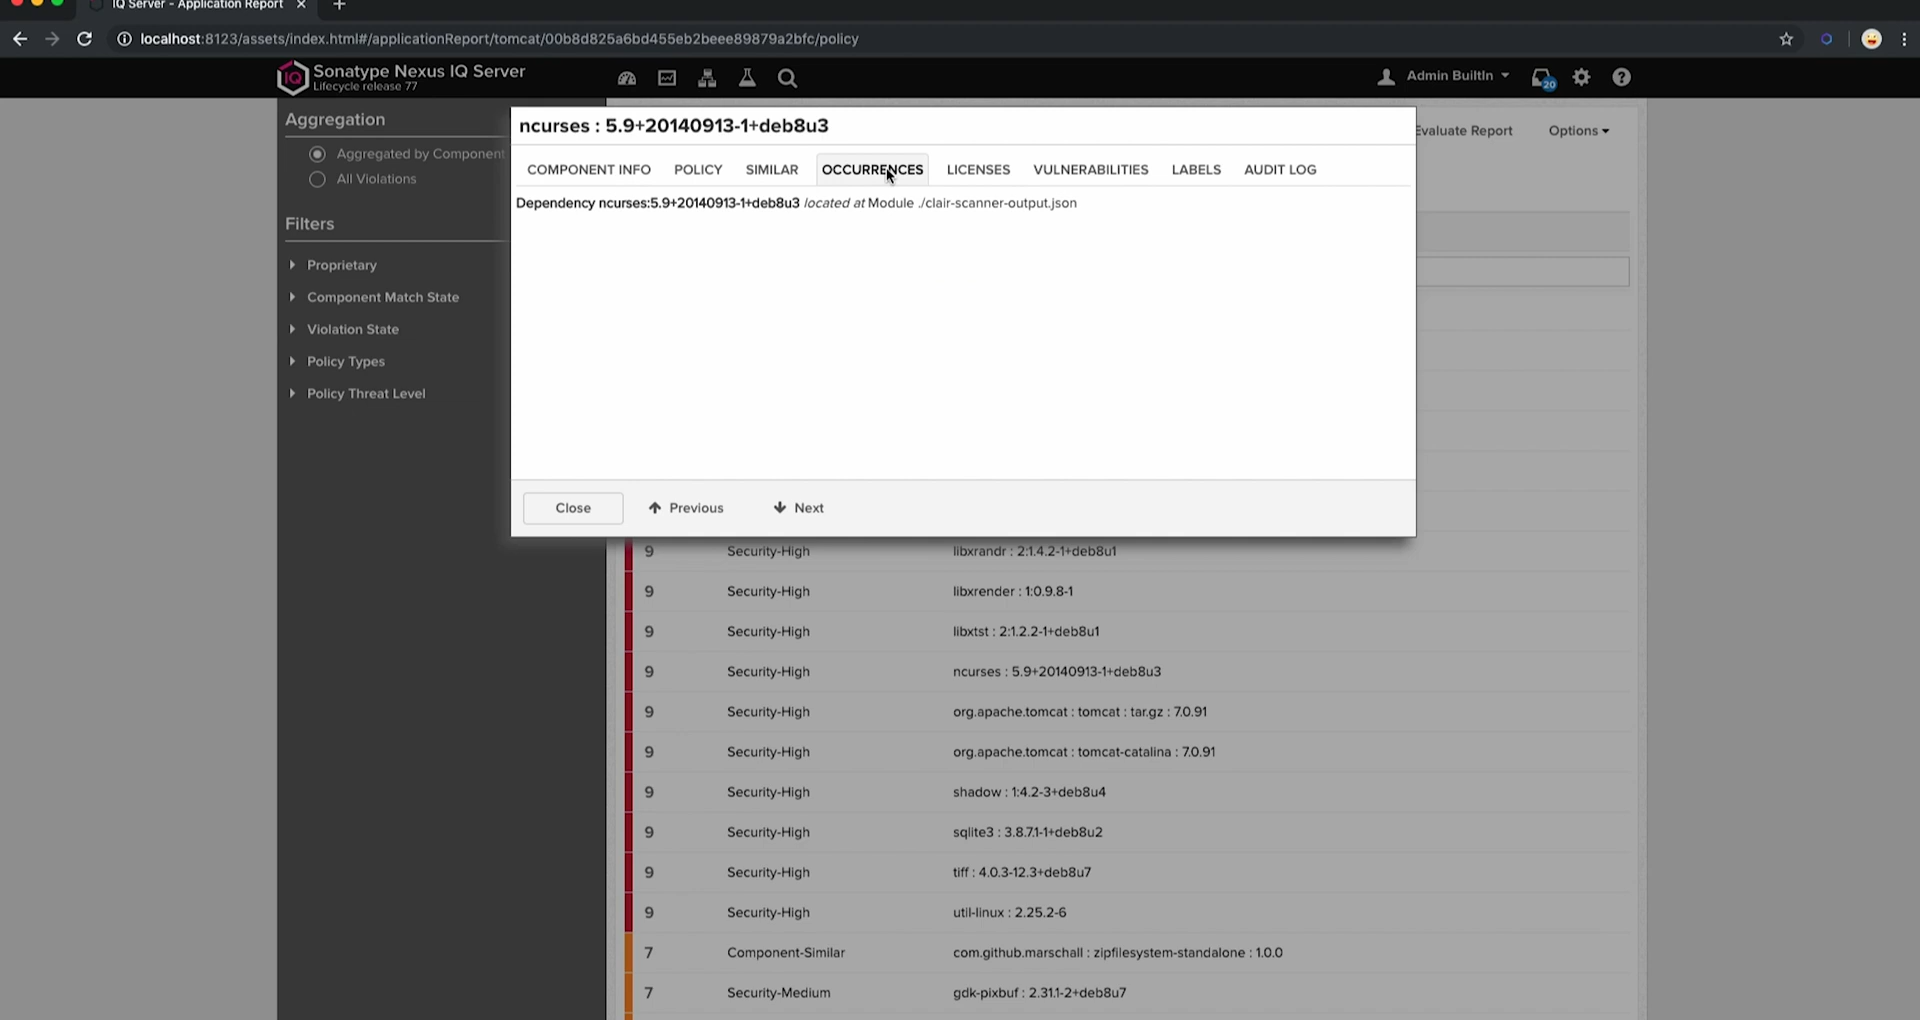 IQ Server - Application Report
localhost:8123/assets/index.html#/applicationReport/tomcat/00b8d825a6bd455eb2beee89879a2bfc/policy
IQ
Sonatype Nexus IQ Server
Lifecycle release 77
Admin BuiltIn
20
Aggregation
Aggregated by Component
All Violations
Filters
Proprietary
Component Match State
Violation State
Policy Types
Policy Threat Level
ncurses : 5.9+20140913-1+deb8u3
Evaluate Report
Options
COMPONENT INFO POLICY SIMILAR OCCURRENCES LICENSES VULNERABILITIES LABELS AUDIT LOG
Dependency ncurses:5.9+20140913-1+deb8u3 located at Module ./clair-scanner-output.json
Close Previous Next
9 Security-High libxrandr : 2:1.4.2-1+deb8u1
9 Security-High libxrender : 1:0.9.8-1
9 Security-High libxtst : 2:1.2.2-1+deb8u1
9 Security-High ncurses : 5.9+20140913-1+deb8u3
9 Security-High org.apache.tomcat : tomcat : tar.gz : 7.0.91
9 Security-High org.apache.tomcat : tomcat-catalina : 7.0.91
9 Security-High shadow : 1:4.2-3+deb8u4
9 Security-High sqlite3 : 3.8.7.1-1+deb8u2
9 Security-High tiff : 4.0.3-12.3+deb8u7
9 Security-High util-linux : 2.25.2-6
7 Component-Similar com.github.marschall : zipfilesystem-standalone : 1.0.0
7 Security-Medium gdk-pixbuf : 2.31.1-2+deb8u7